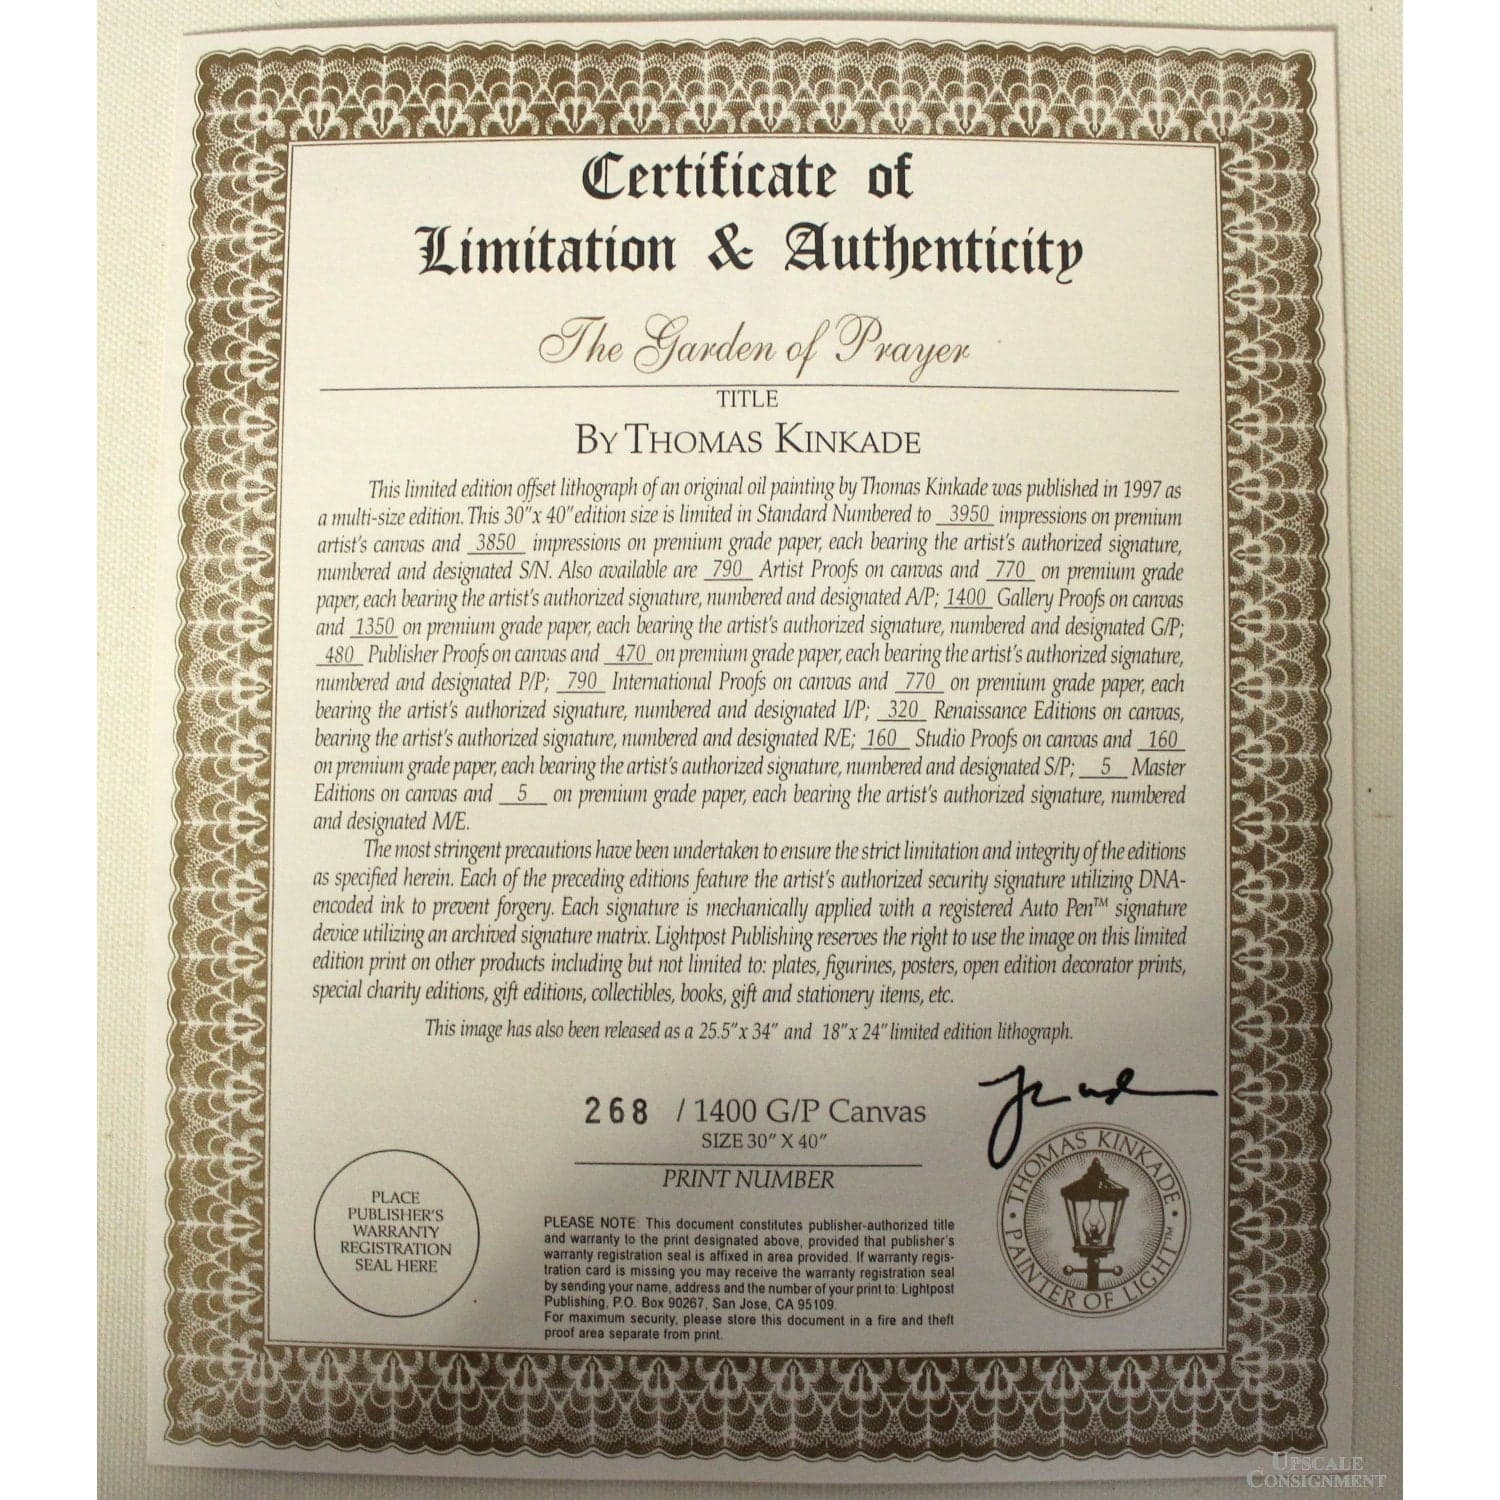 Certificate of
Limitation & Authenticity
The Garden of Prayer
TITLE
BY THOMAS KINKADE
This limited edition offset lithograph of an original oil painting by Thomas Kinkade was published in 1997 as
a multi-size edition. This 30" x 40" edition size is limited in Standard Numbered to 3950 impressions on premium
artist's canvas and 3850 impressions on premium grade paper, each bearing the artist's authorized signature,
numbered and designated S/N. Also available are 790 Artist Proofs on canvas and 770 on premium grade
paper, each bearing the artist's authorized signature, numbered and designated A/P; 1400 Gallery Proofs on canvas
and 1350 on premium grade paper, each bearing the artist's authorized signature, numbered and designated G/P;
480 Publisher Proofs on canvas and 470 on premium grade paper, each bearing the artist's authorized signature,
numbered and designated P/P; 790 International Proofs on canvas and 770 on premium grade paper, each
bearing the artist's authorized signature, numbered and designated I/P; 320 Renaissance Editions on canvas,
bearing the artist's authorized signature, numbered and designated R/E; 160 Studio Proofs on canvas and 160
on premium grade paper, each bearing the artist's authorized signature, numbered and designated S/P; 5 Master
Editions on canvas and 5 on premium grade paper, each bearing the artist's authorized signature, numbered
and designated M/E.
The most stringent precautions have been undertaken to ensure the strict limitation and integrity of the editions
as specified herein. Each of the preceding editions feature the artist's authorized security signature utilizing DNA-
encoded ink to prevent forgery. Each signature is mechanically applied with a registered Auto Pen™ signature
device utilizing an archived signature matrix. Lightpost Publishing reserves the right to use the image on this limited
edition print on other products including but not limited to: plates, figurines, posters, open edition decorator prints,
special charity editions, gift editions, collectibles, books, gift and stationery items, etc.
This image has also been released as a 25.5" x 34" and 18" x 24" limited edition lithograph.
268 / 1400 G/P Canvas
SIZE 30" X 40"
PRINT NUMBER
PLACE
PUBLISHER'S
WARRANTY
REGISTRATION
SEAL HERE
PLEASE NOTE: This document constitutes publisher-authorized title
and warranty to the print designated above, provided that publisher's
warranty registration seal is affixed in area provided. If warranty regis-
tration card is missing you may receive the warranty registration seal
by sending your name, address and the number of your print to: Lightpost
Publishing, P.O. Box 90267, San Jose, CA 95109.
For maximum security, please store this document in a fire and theft
proof area separate from print.
THOMAS KINKADE
PAINTER OF LIGHT™
UPSCALE
CONSIGNMENT